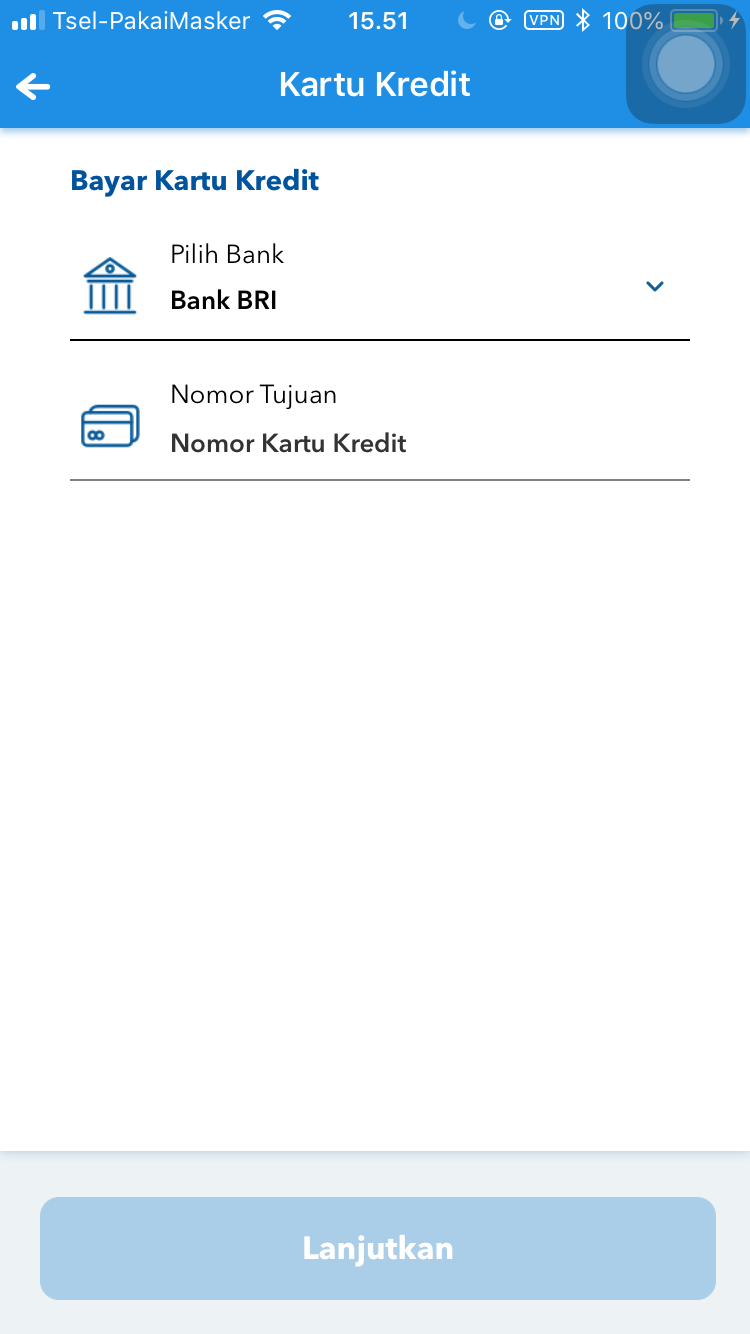 Tsel-PakaiMasker 15.51 VPN 100%
Kartu Kredit
Bayar Kartu Kredit
Pilih Bank
Bank BRI
Nomor Tujuan
Nomor Kartu Kredit
Lanjutkan